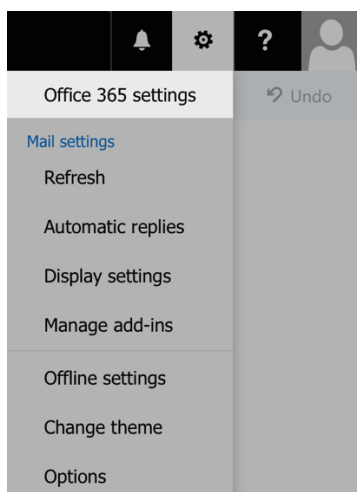 ?
Office 365 settings
Undo
Mail settings
Refresh
Automatic replies
Display settings
Manage add-ins
Offline settings
Change theme
Options